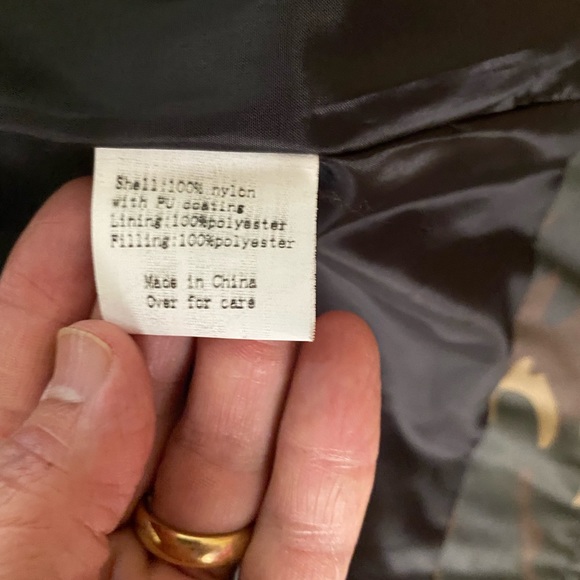 Shell:100% nylon
with PU coating
Lining:100%polyester
Filling:100%polyester
Made in China
Over for care